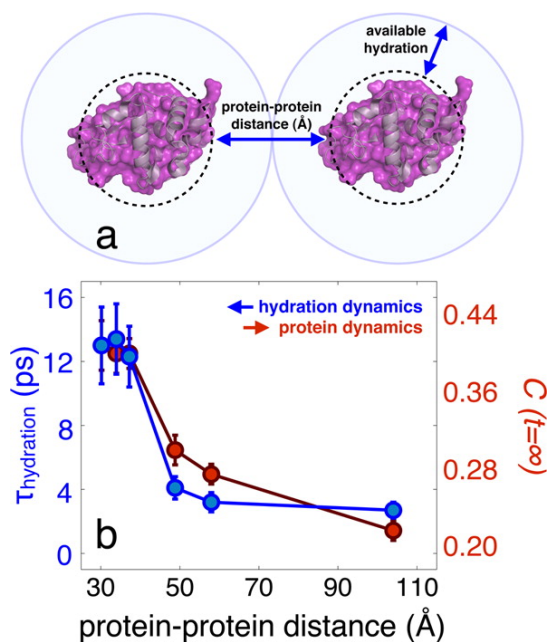 available
hydration
protein-protein
distance (Å)
a
16
12
8
4
0
τhydration (ps)
hydration dynamics
protein dynamics
0.44
0.36
0.28
0.20
C (t=∞)
b
30
50
70
90
110
protein-protein distance (Å)